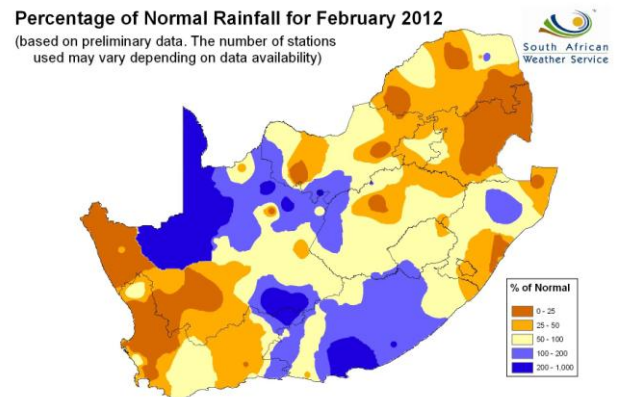 Percentage of Normal Rainfall for February 2012
(based on preliminary data. The number of stations
used may vary depending on data availability)
South African
Weather Service
% of Normal
0 - 25
25 - 50
50 - 100
100 - 200
200 - 1,000